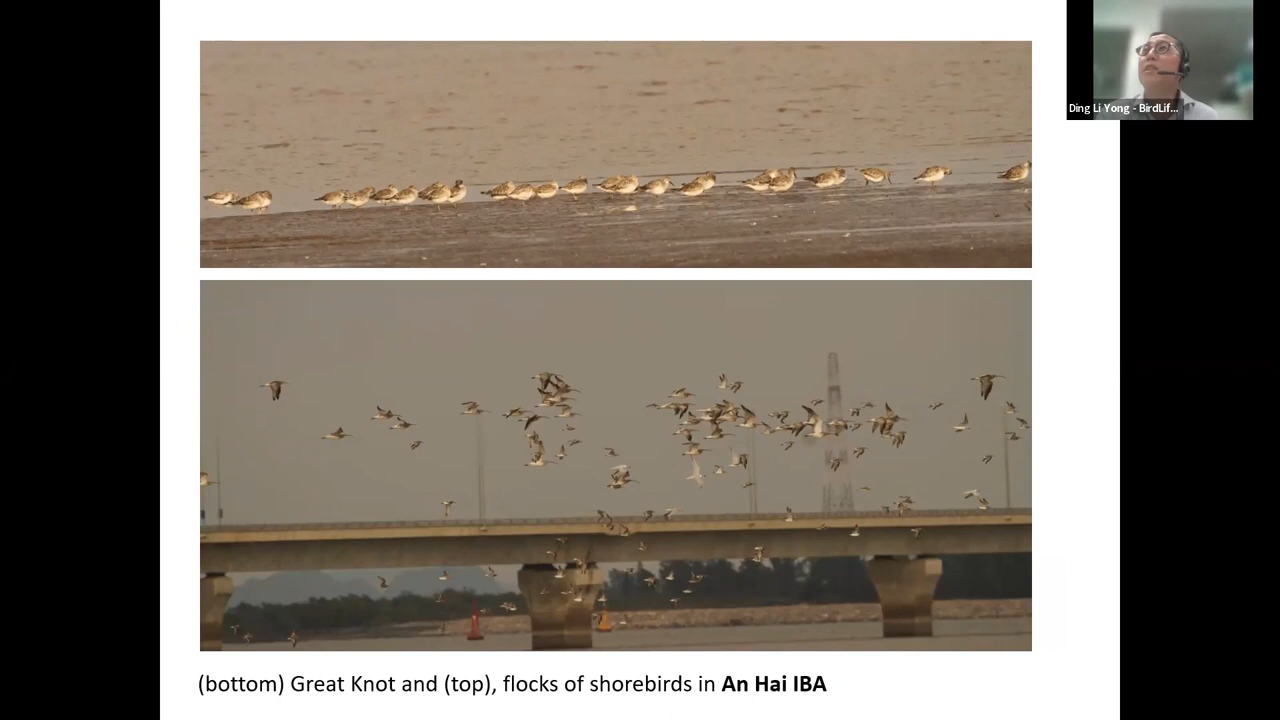 Ding Li Yong - BirdLif...
(bottom) Great Knot and (top), flocks of shorebirds in An Hai IBA